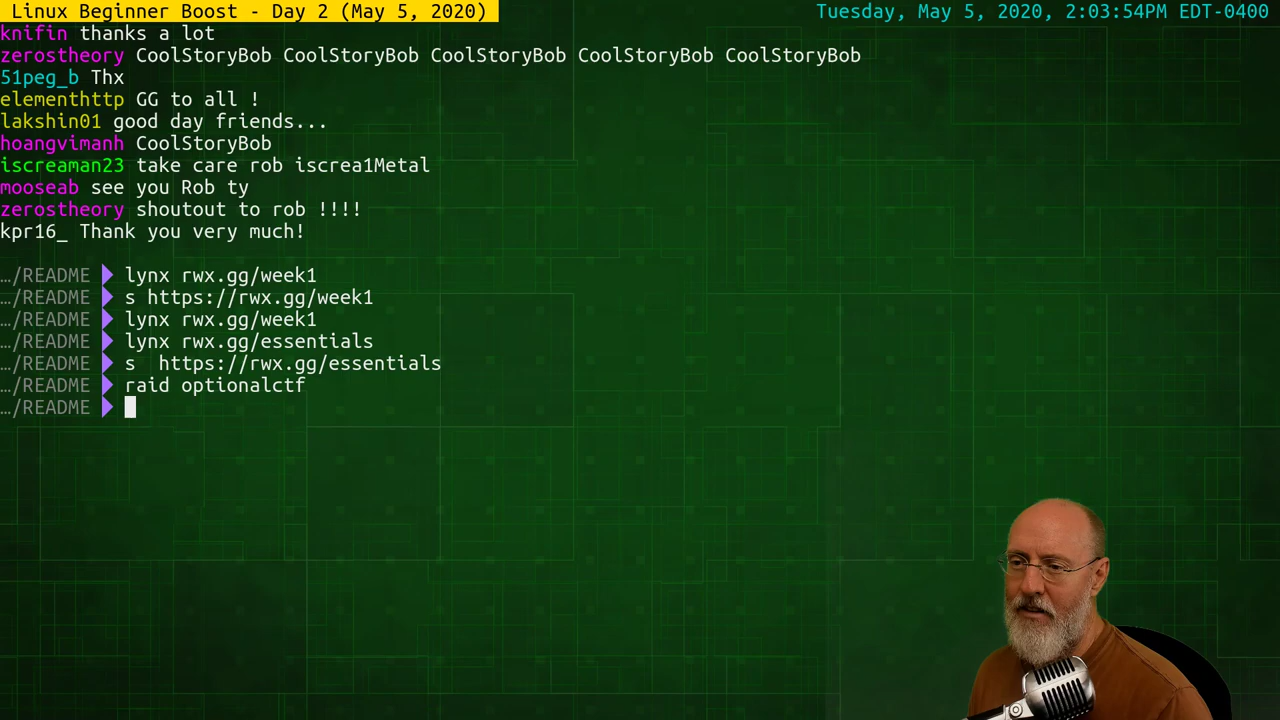 Linux Beginner Boost - Day 2 (May 5, 2020)
Tuesday, May 5, 2020, 2:03:54PM EDT-0400
knifin thanks a lot
zerostheory CoolStoryBob CoolStoryBob CoolStoryBob CoolStoryBob CoolStoryBob
51peg_b Thx
elementhttp GG to all !
lakshin01 good day friends...
hoangvimanh CoolStoryBob
iscreaman23 take care rob iscrea1Metal
mooseab see you Rob ty
zerostheory shoutout to rob !!!!
kpr16_ Thank you very much!
…/README lynx rwx.gg/week1
…/README s https://rwx.gg/week1
…/README lynx rwx.gg/week1
…/README lynx rwx.gg/essentials
…/README s  https://rwx.gg/essentials
…/README raid optionalctf
…/README